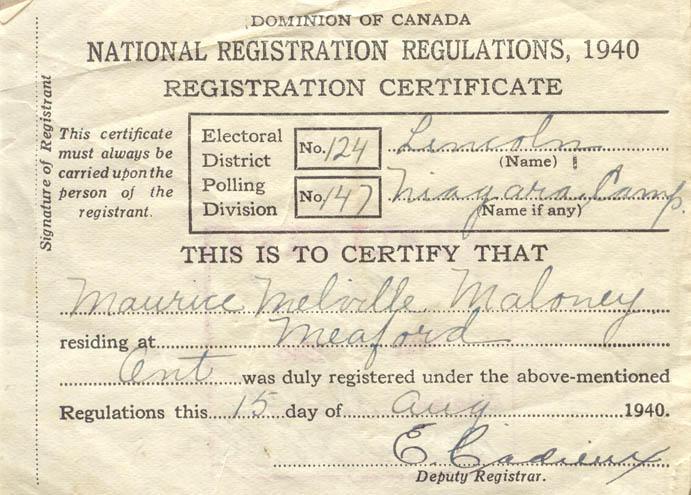 DOMINION OF CANADA
NATIONAL REGISTRATION REGULATIONS, 1940
REGISTRATION CERTIFICATE
Signature of Registrant
This certificate
must always be
carried upon the
person of the
registrant.
Electoral District No. 124 Lincoln
(Name)
Polling Division No. 147 Niagara Camp.
(Name if any)
THIS IS TO CERTIFY THAT
Maurice Melville Maloney
residing at Meaford
Ont was duly registered under the above-mentioned
Regulations this 15 day of Aug 1940.
E. Cadieux
Deputy Registrar.